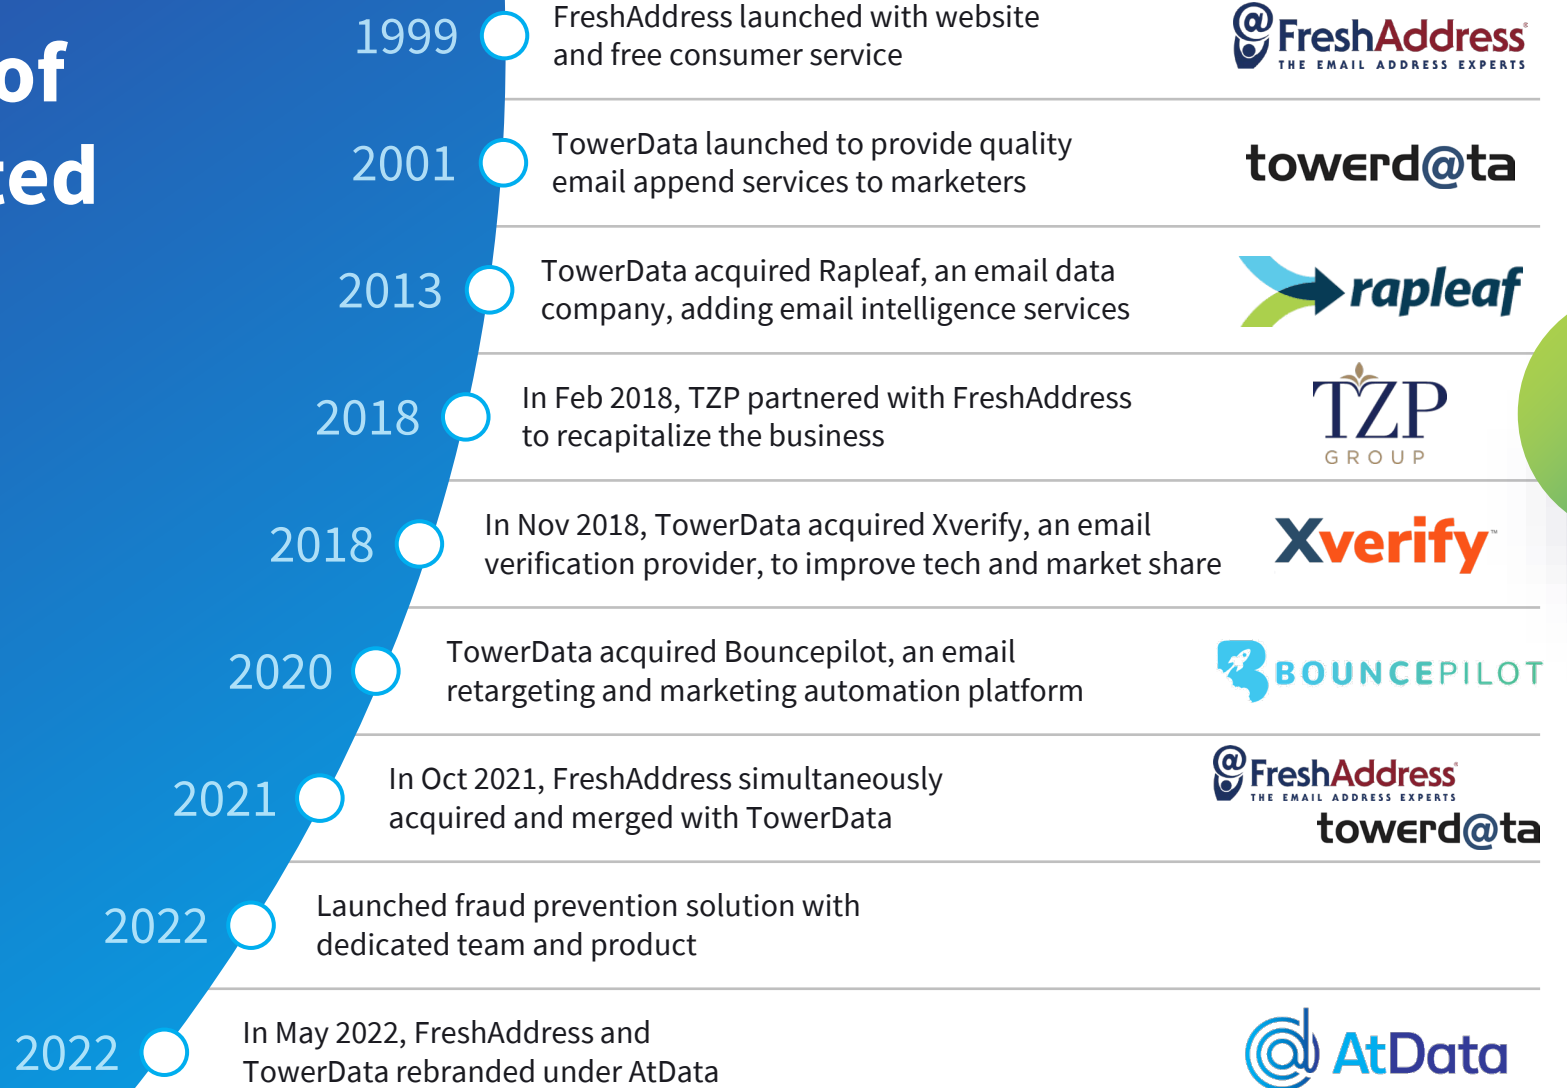 of
ted
1999
FreshAddress launched with website
and free consumer service
@FreshAddress®
THE EMAIL ADDRESS EXPERTS
2001
TowerData launched to provide quality
email append services to marketers
towerd@ta
2013
TowerData acquired Rapleaf, an email data
company, adding email intelligence services
rapleaf
2018
In Feb 2018, TZP partnered with FreshAddress
to recapitalize the business
TZP
GROUP
2018
In Nov 2018, TowerData acquired Xverify, an email
verification provider, to improve tech and market share
Xverify™
2020
TowerData acquired Bouncepilot, an email
retargeting and marketing automation platform
BOUNCEPILOT
2021
In Oct 2021, FreshAddress simultaneously
acquired and merged with TowerData
@FreshAddress®
THE EMAIL ADDRESS EXPERTS
towerd@ta
2022
Launched fraud prevention solution with
dedicated team and product
2022
In May 2022, FreshAddress and
TowerData rebranded under AtData
@ AtData